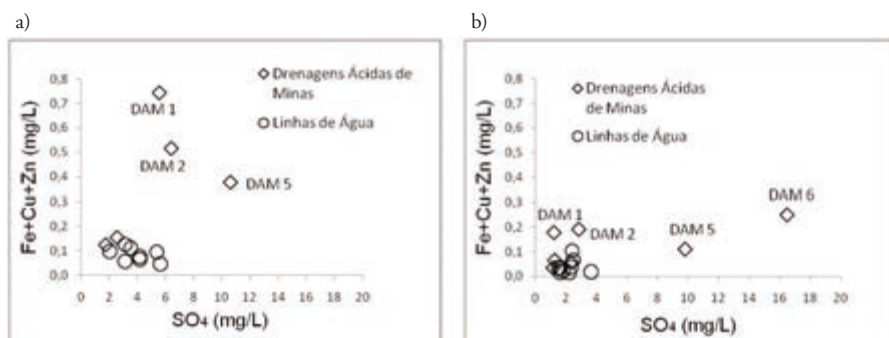 a)
Fe+Cu+Zn (mg/L)
0,8
0,7
0,6
0,5
0,4
0,3
0,2
0,1
0,0
DAM 1
DAM 2
DAM 5
Drenagens Ácidas de
Minas
Linhas de Água
0 2 4 6 8 10 12 14 16 18 20
SO₄ (mg/L)
b)
Fe+Cu+Zn (mg/L)
0,8
0,7
0,6
0,5
0,4
0,3
0,2
0,1
0,0
Drenagens Ácidas
de Minas
Linhas de Água
DAM 1
DAM 2
DAM 5
DAM 6
0 2 4 6 8 10 12 14 16 18 20
SO₄ (mg/L)